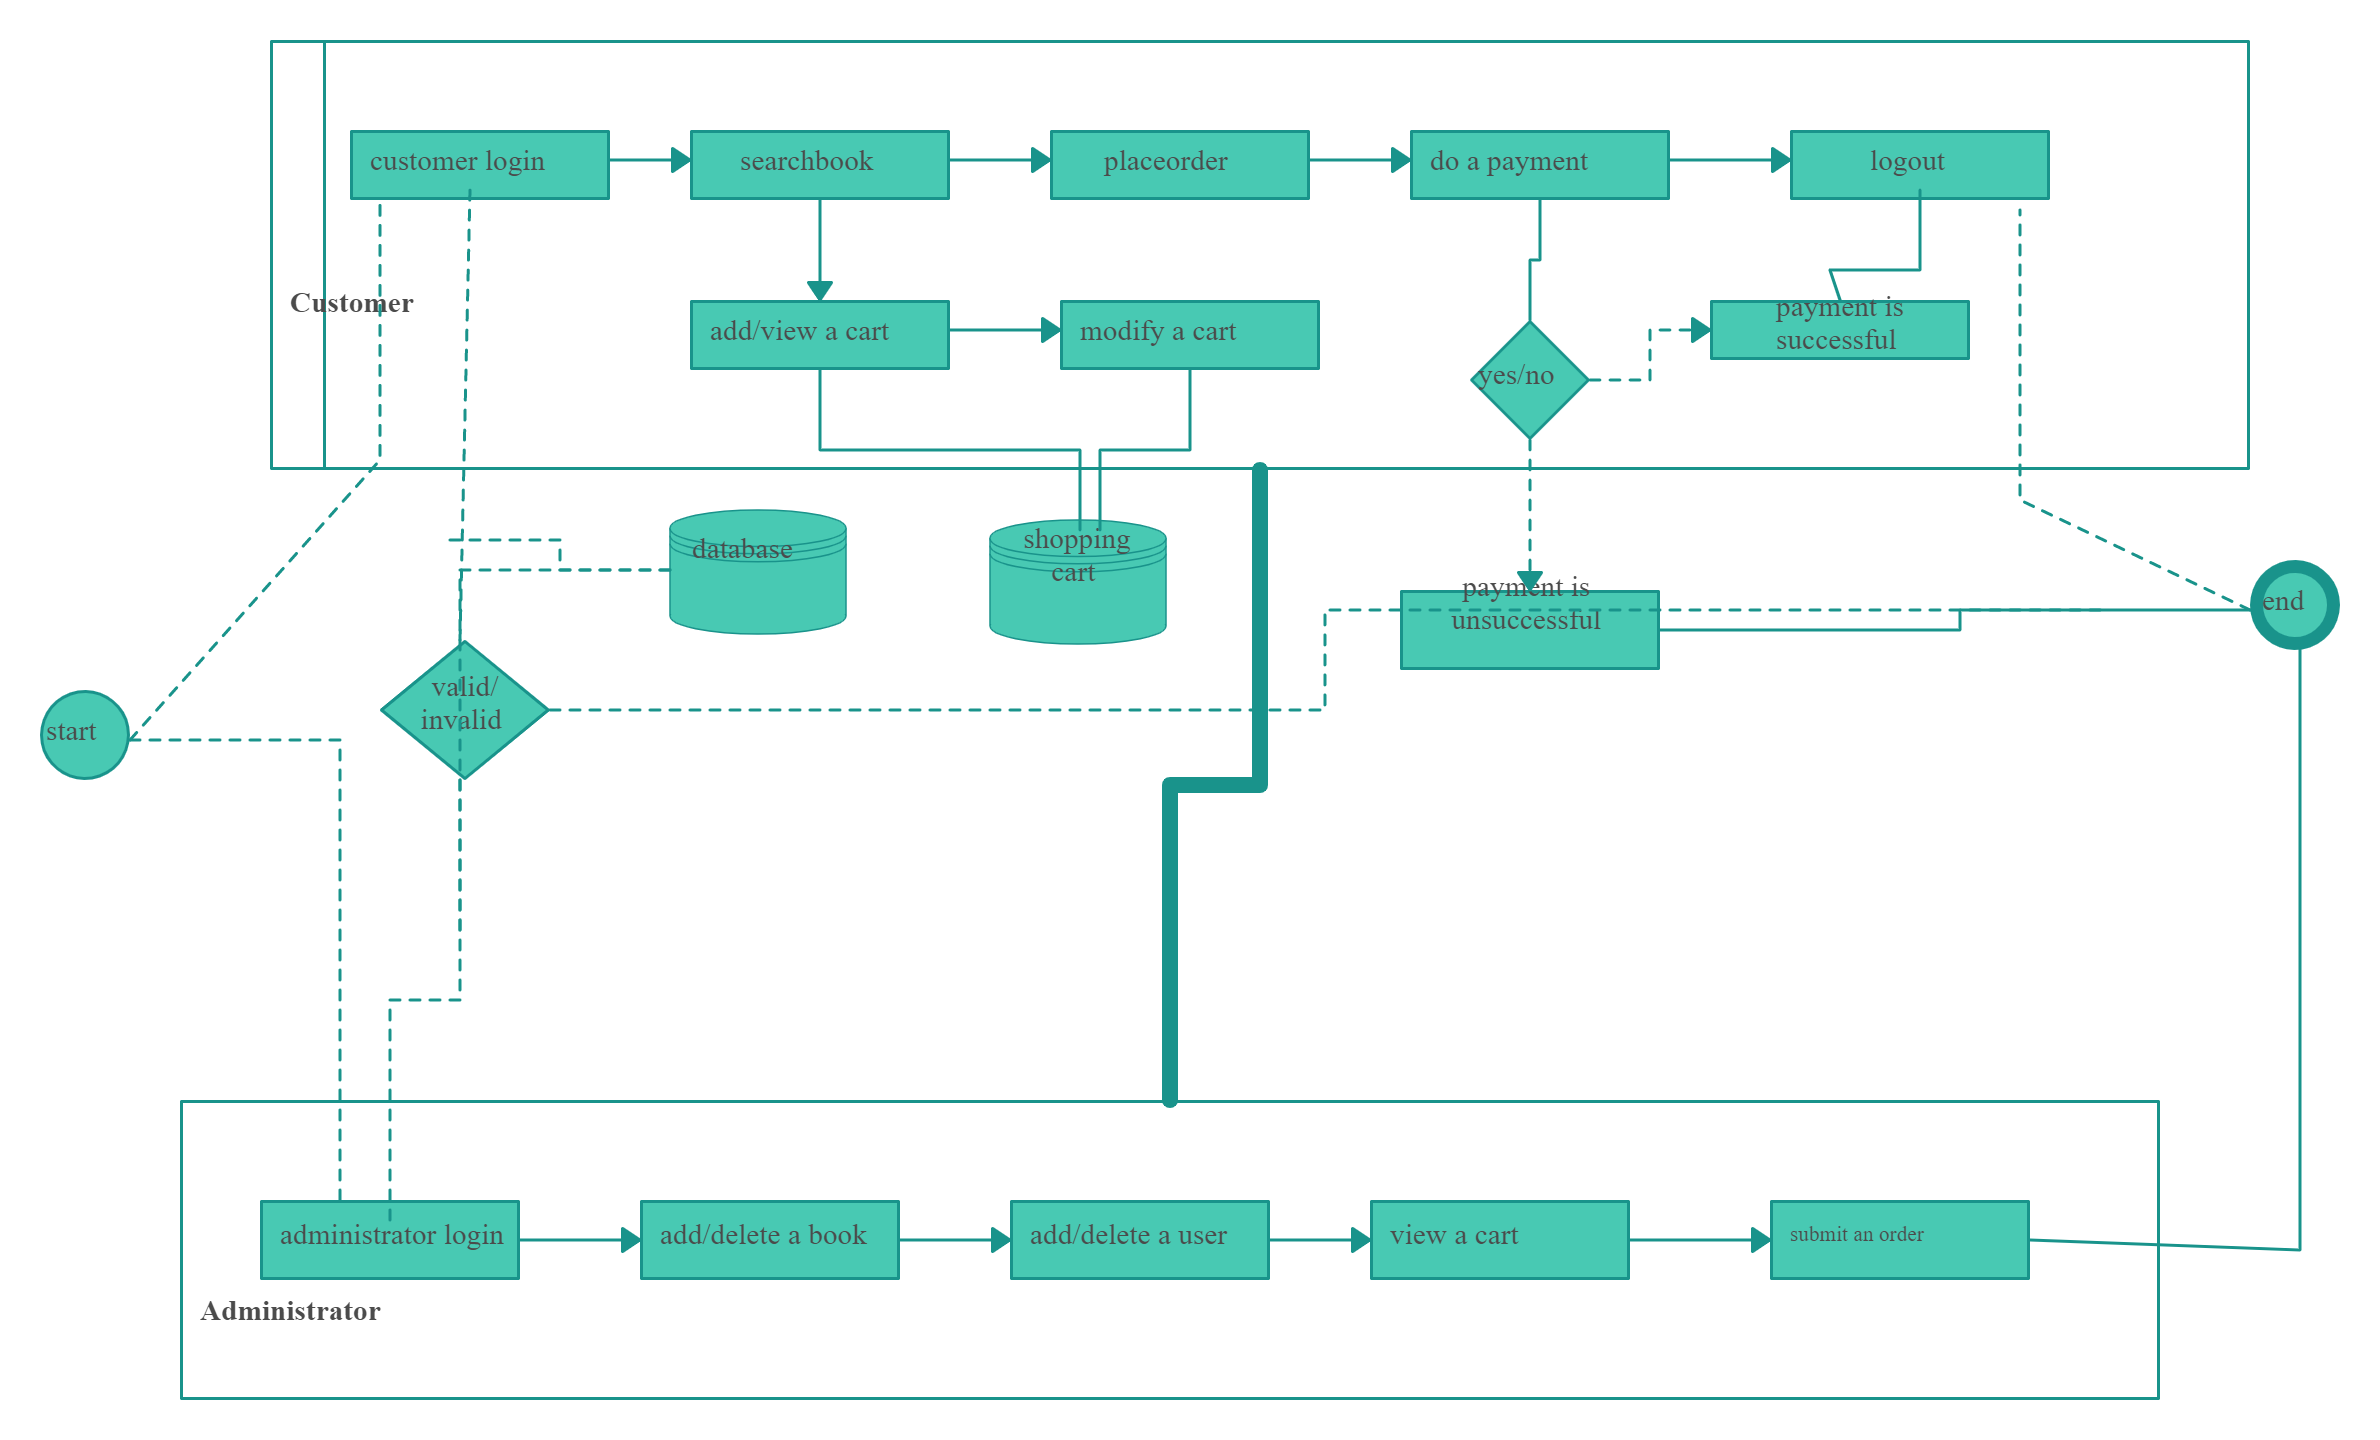 customer login
searchbook
placeorder
do a payment
logout
Customer
add/view a cart
modify a cart
yes/no
payment is
successful
database
shopping
cart
payment is
unsuccessful
end
valid/
invalid
start
administrator login
add/delete a book
add/delete a user
view a cart
submit an order
Administrator